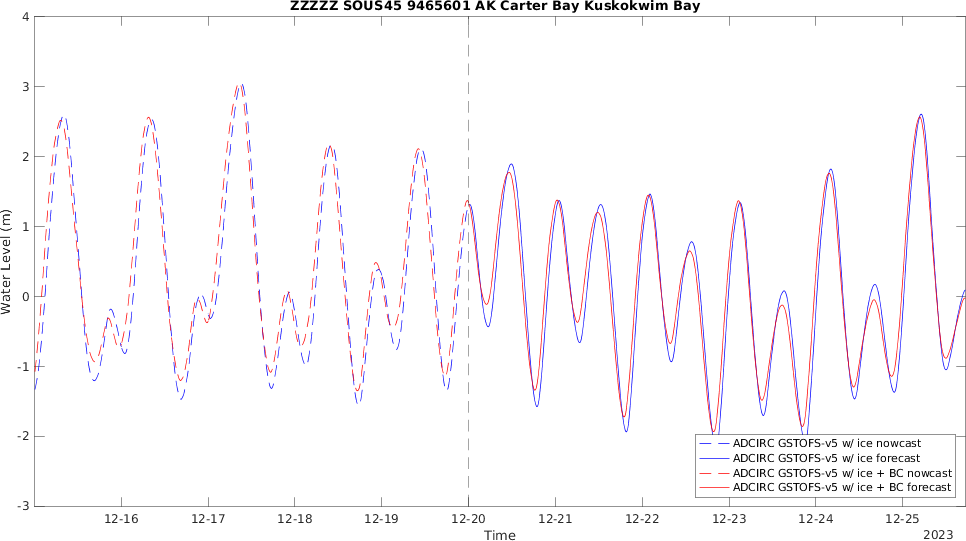 ZZZZZ SOUS45 9465601 AK Carter Bay Kuskokwim Bay
4
3
2
1
0
-1
-2
-3
Water Level (m)
12-16 12-17 12-18 12-19 12-20 12-21 12-22 12-23 12-24 12-25
Time
2023
ADCIRC GSTOFS-v5 w/ ice nowcast
ADCIRC GSTOFS-v5 w/ ice forecast
ADCIRC GSTOFS-v5 w/ ice + BC nowcast
ADCIRC GSTOFS-v5 w/ ice + BC forecast